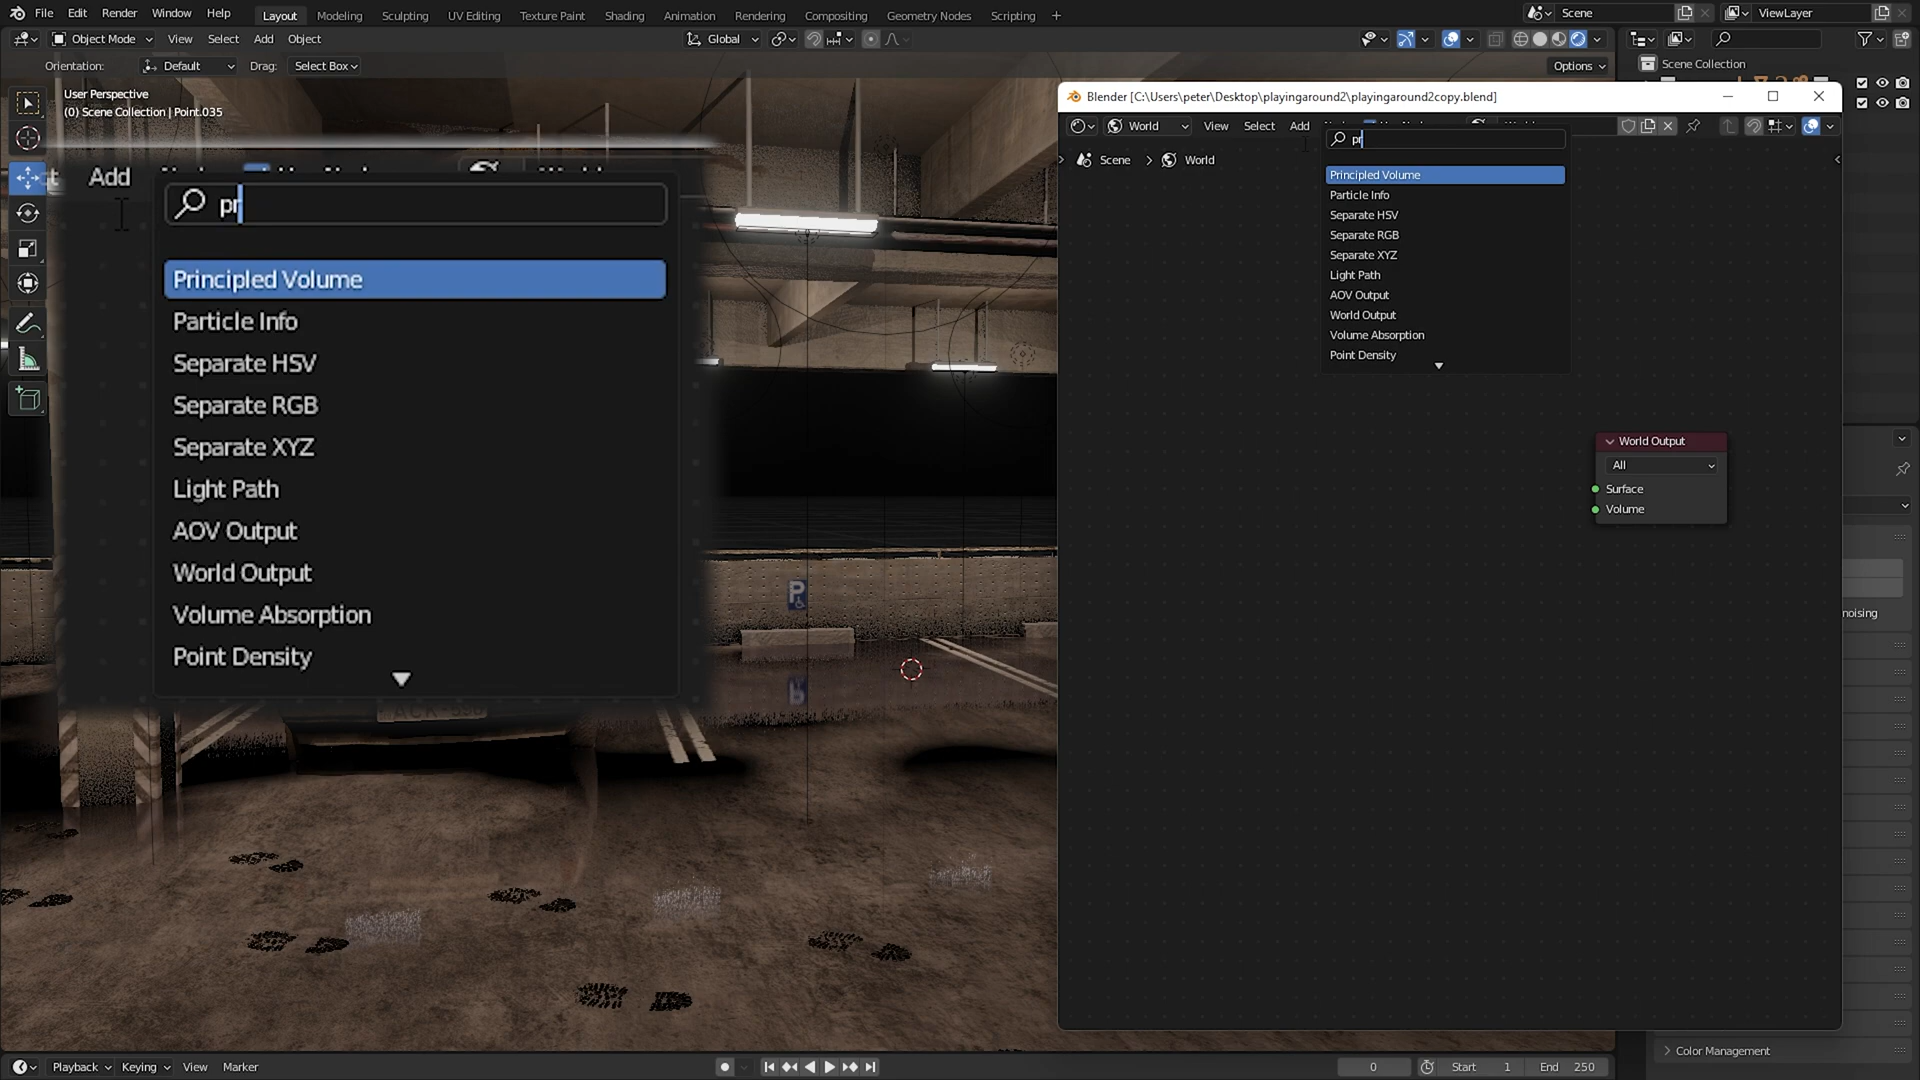 File Edit Render Window Help Layout Modeling Sculpting UV Editing Texture Paint Shading Animation Rendering Compositing Geometry Nodes Scripting + Scene ViewLayer
Object Mode View Select Add Object Global
Orientation: Default Drag: Select Box Options Scene Collection
User Perspective
(0) Scene Collection | Point.035
Blender [C:\Users\peter\Desktop\playingaround2\playingaround2copy.blend]
World View Select Add
pr
Scene > World
Principled Volume
Particle Info
Separate HSV
Separate RGB
Separate XYZ
Light Path
AOV Output
World Output
Volume Absorption
Point Density
Add
pr
Principled Volume
Particle Info
Separate HSV
Separate RGB
Separate XYZ
Light Path
AOV Output
World Output
Volume Absorption
Point Density
World Output
All
Surface
Volume
P
noising
Color Management
Playback Keying View Marker 0 Start 1 End 250